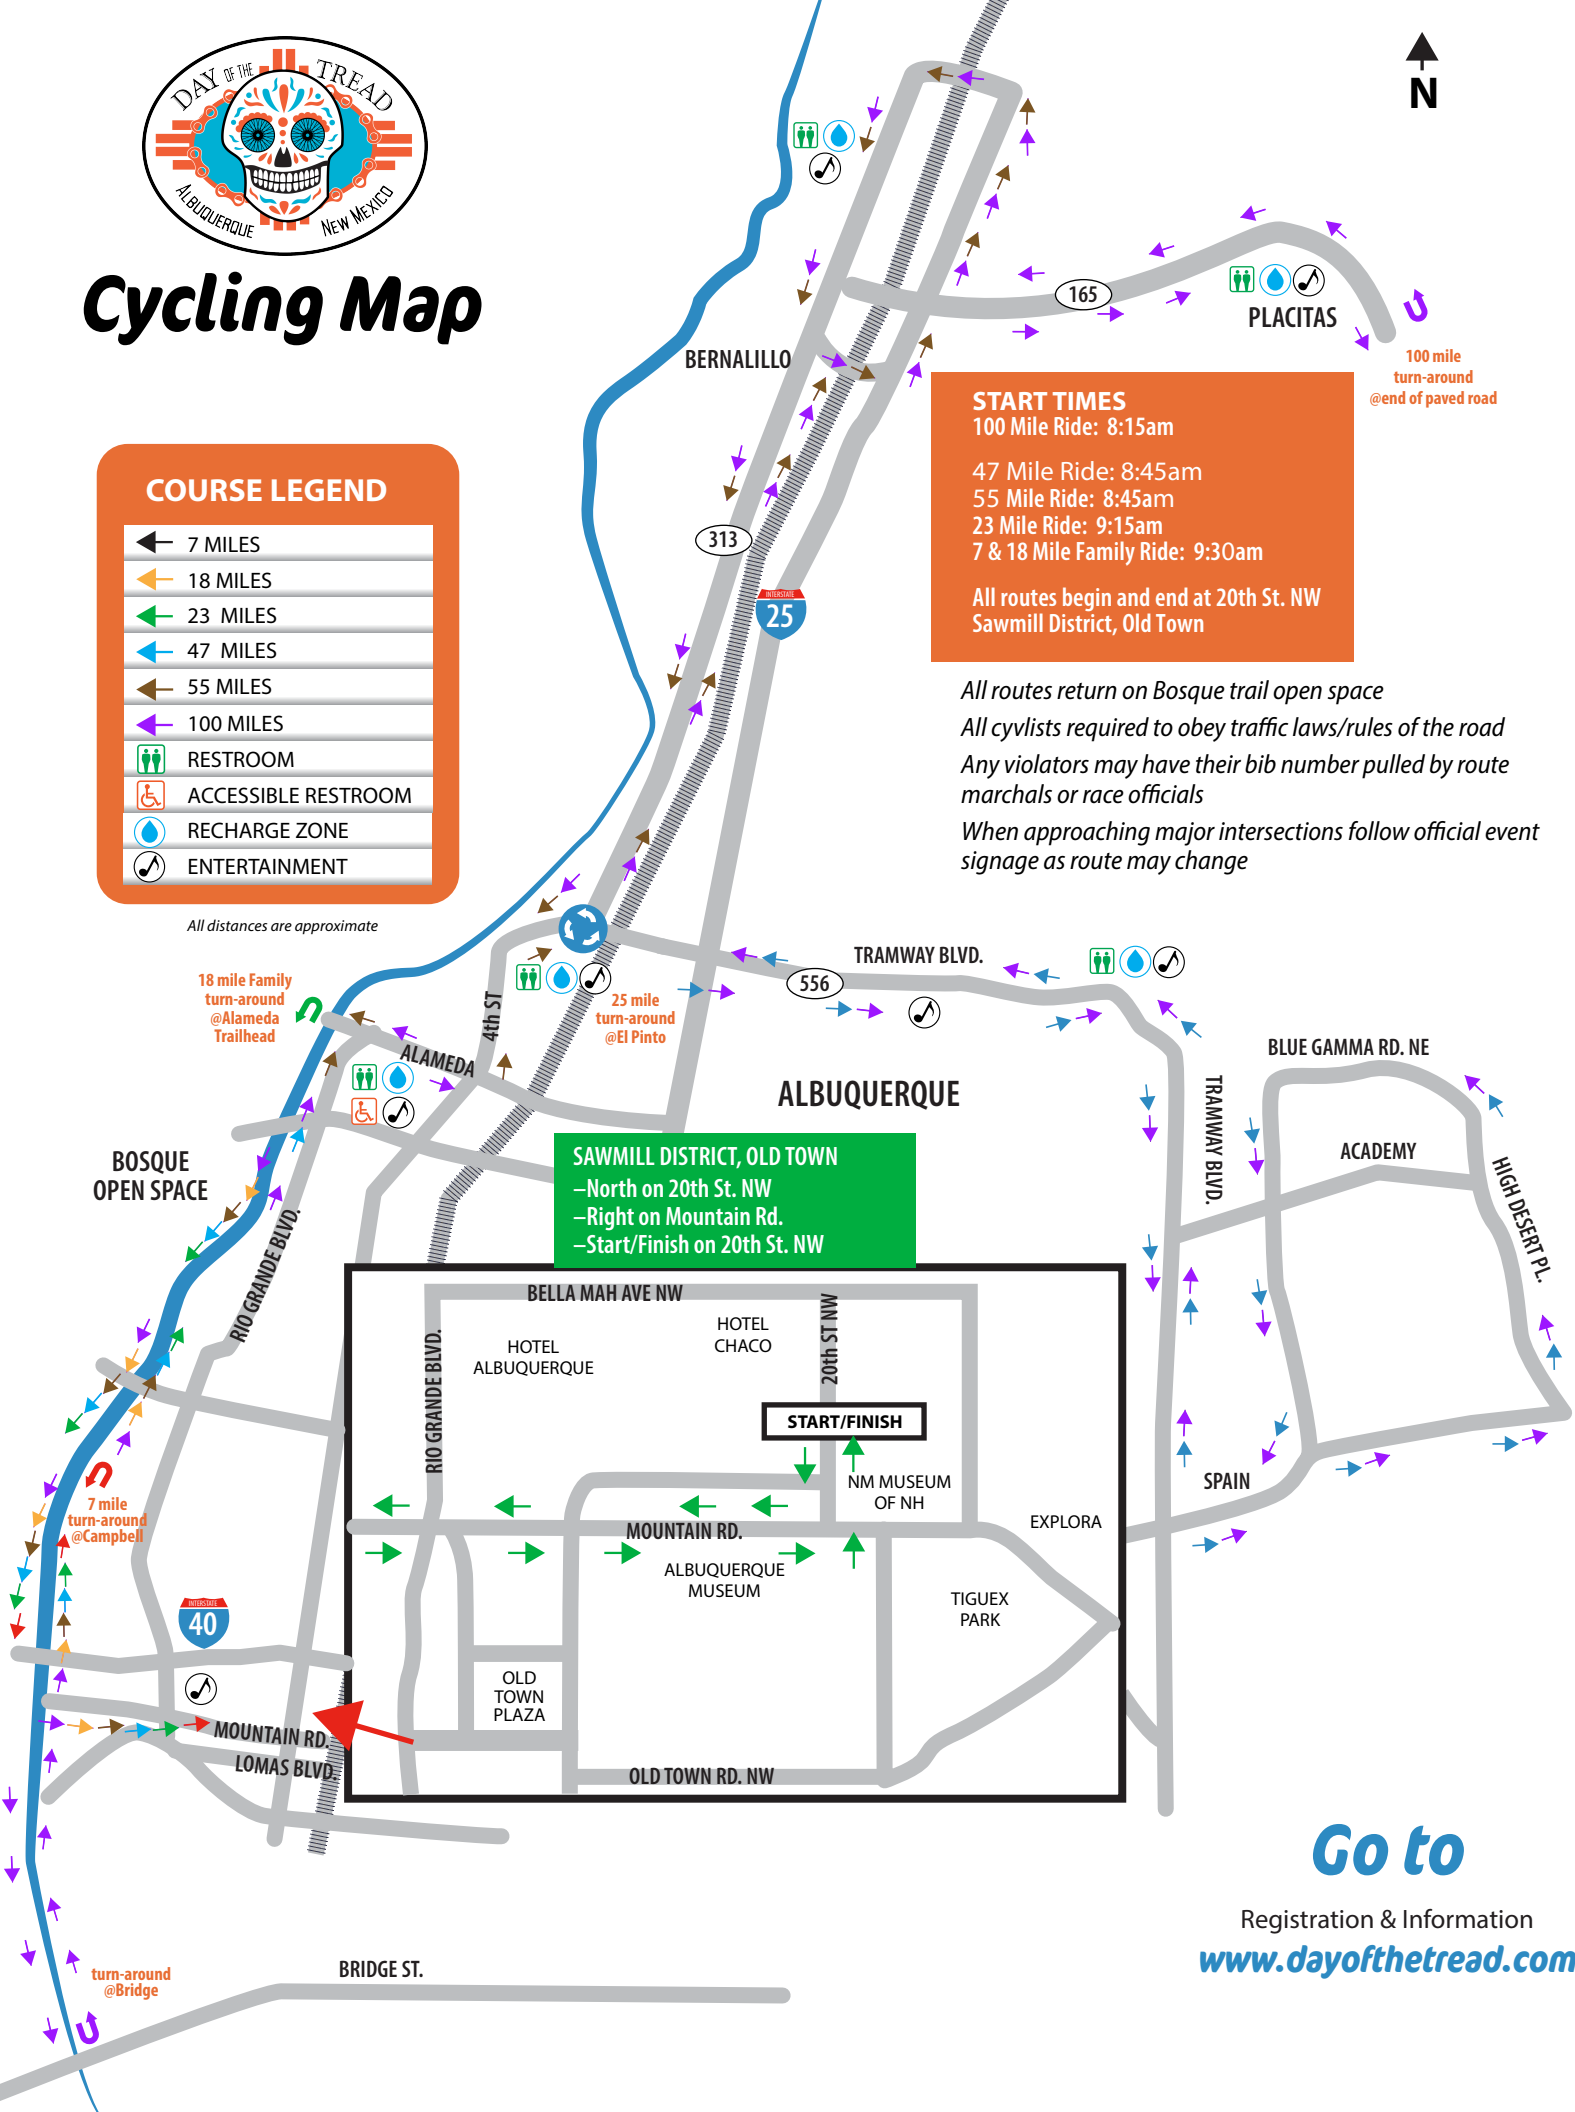 DAY OF THE TREAD
ALBUQUERQUE NEW MEXICO
Cycling Map
N
COURSE LEGEND
7 MILES
18 MILES
23 MILES
47 MILES
55 MILES
100 MILES
RESTROOM
ACCESSIBLE RESTROOM
RECHARGE ZONE
ENTERTAINMENT
All distances are approximate
165
PLACITAS
100 mile
turn-around
@end of paved road
BERNALILLO
START TIMES
100 Mile Ride: 8:15am
47 Mile Ride: 8:45am
55 Mile Ride: 8:45am
23 Mile Ride: 9:15am
7 & 18 Mile Family Ride: 9:30am
All routes begin and end at 20th St. NW
Sawmill District, Old Town
313
INTERSTATE
25
All routes return on Bosque trail open space
All cyvlists required to obey traffic laws/rules of the road
Any violators may have their bib number pulled by route
marchals or race officials
When approaching major intersections follow official event
signage as route may change
TRAMWAY BLVD.
556
18 mile Family
turn-around
@Alameda
Trailhead
4th ST
25 mile
turn-around
@El Pinto
ALAMEDA
ALBUQUERQUE
BLUE GAMMA RD. NE
TRAMWAY BLVD.
ACADEMY
HIGH DESERT PL.
BOSQUE
OPEN SPACE
RIO GRANDE BLVD.
SAWMILL DISTRICT, OLD TOWN
–North on 20th St. NW
–Right on Mountain Rd.
–Start/Finish on 20th St. NW
BELLA MAH AVE NW
HOTEL
CHACO
HOTEL
ALBUQUERQUE
RIO GRANDE BLVD.
20th ST NW
START/FINISH
NM MUSEUM
OF NH
MOUNTAIN RD.
EXPLORA
ALBUQUERQUE
MUSEUM
TIGUEX
PARK
OLD
TOWN
PLAZA
OLD TOWN RD. NW
SPAIN
7 mile
turn-around
@Campbell
INTERSTATE
40
MOUNTAIN RD.
LOMAS BLVD.
turn-around
@Bridge
BRIDGE ST.
Go to
Registration & Information
www.dayofthetread.com